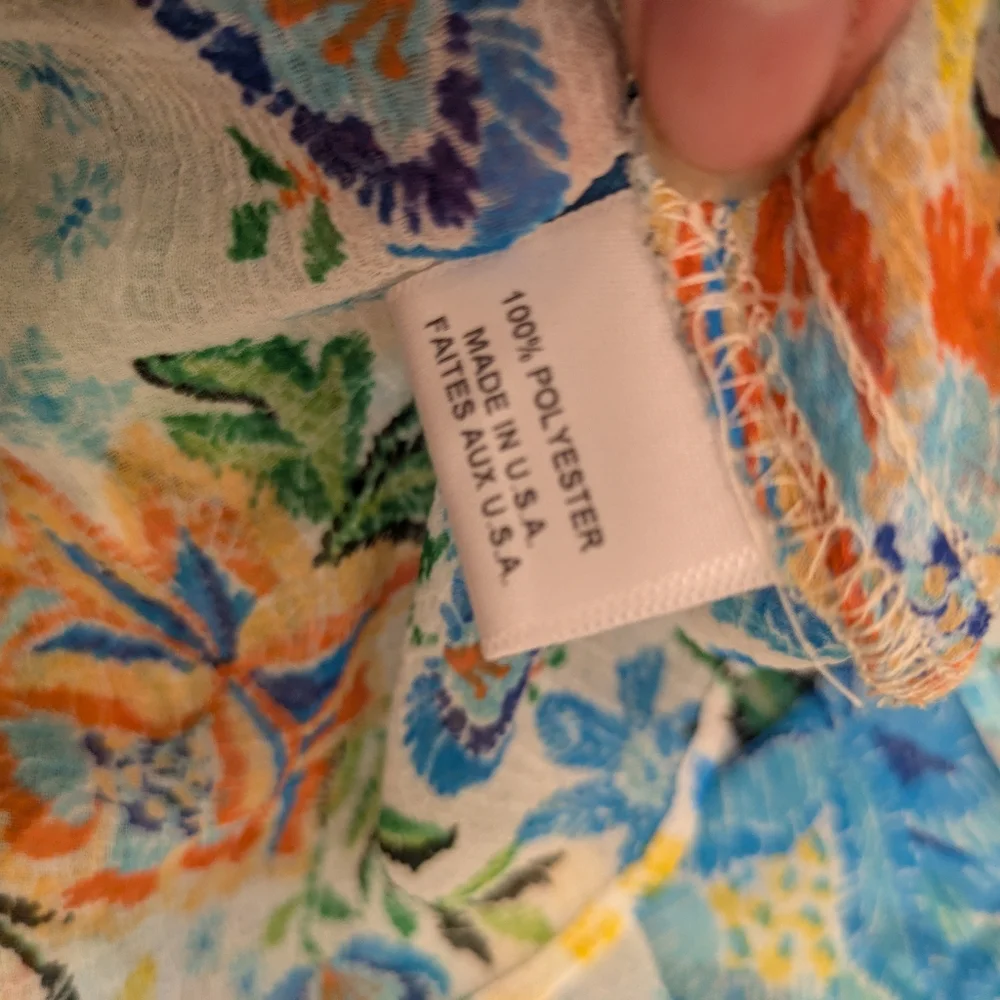 100% POLYESTER
MADE IN U.S.A.
FAITES AUX U.S.A.